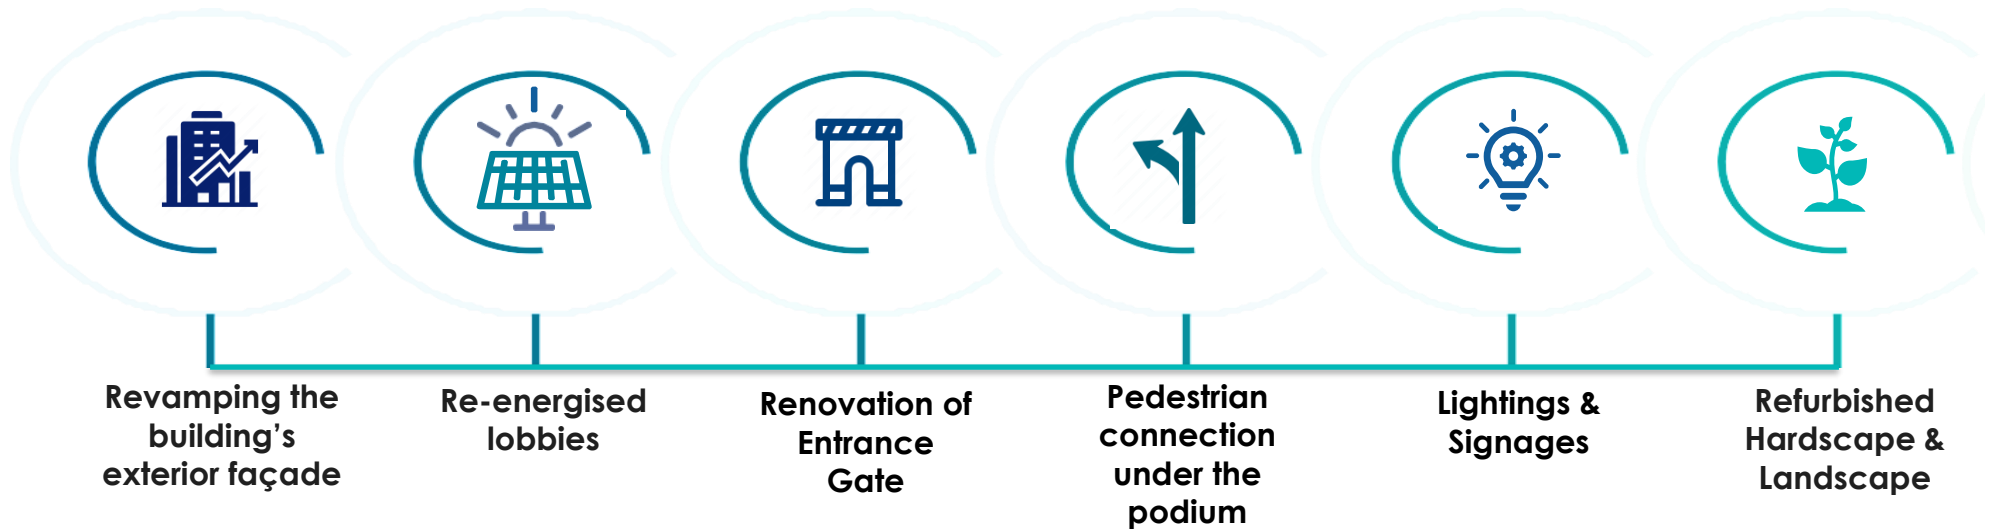 Revamping the
building’s
exterior façade
Re-energised
lobbies
Renovation of
Entrance
Gate
Pedestrian
connection
under the
podium
Lightings &
Signages
Refurbished
Hardscape &
Landscape